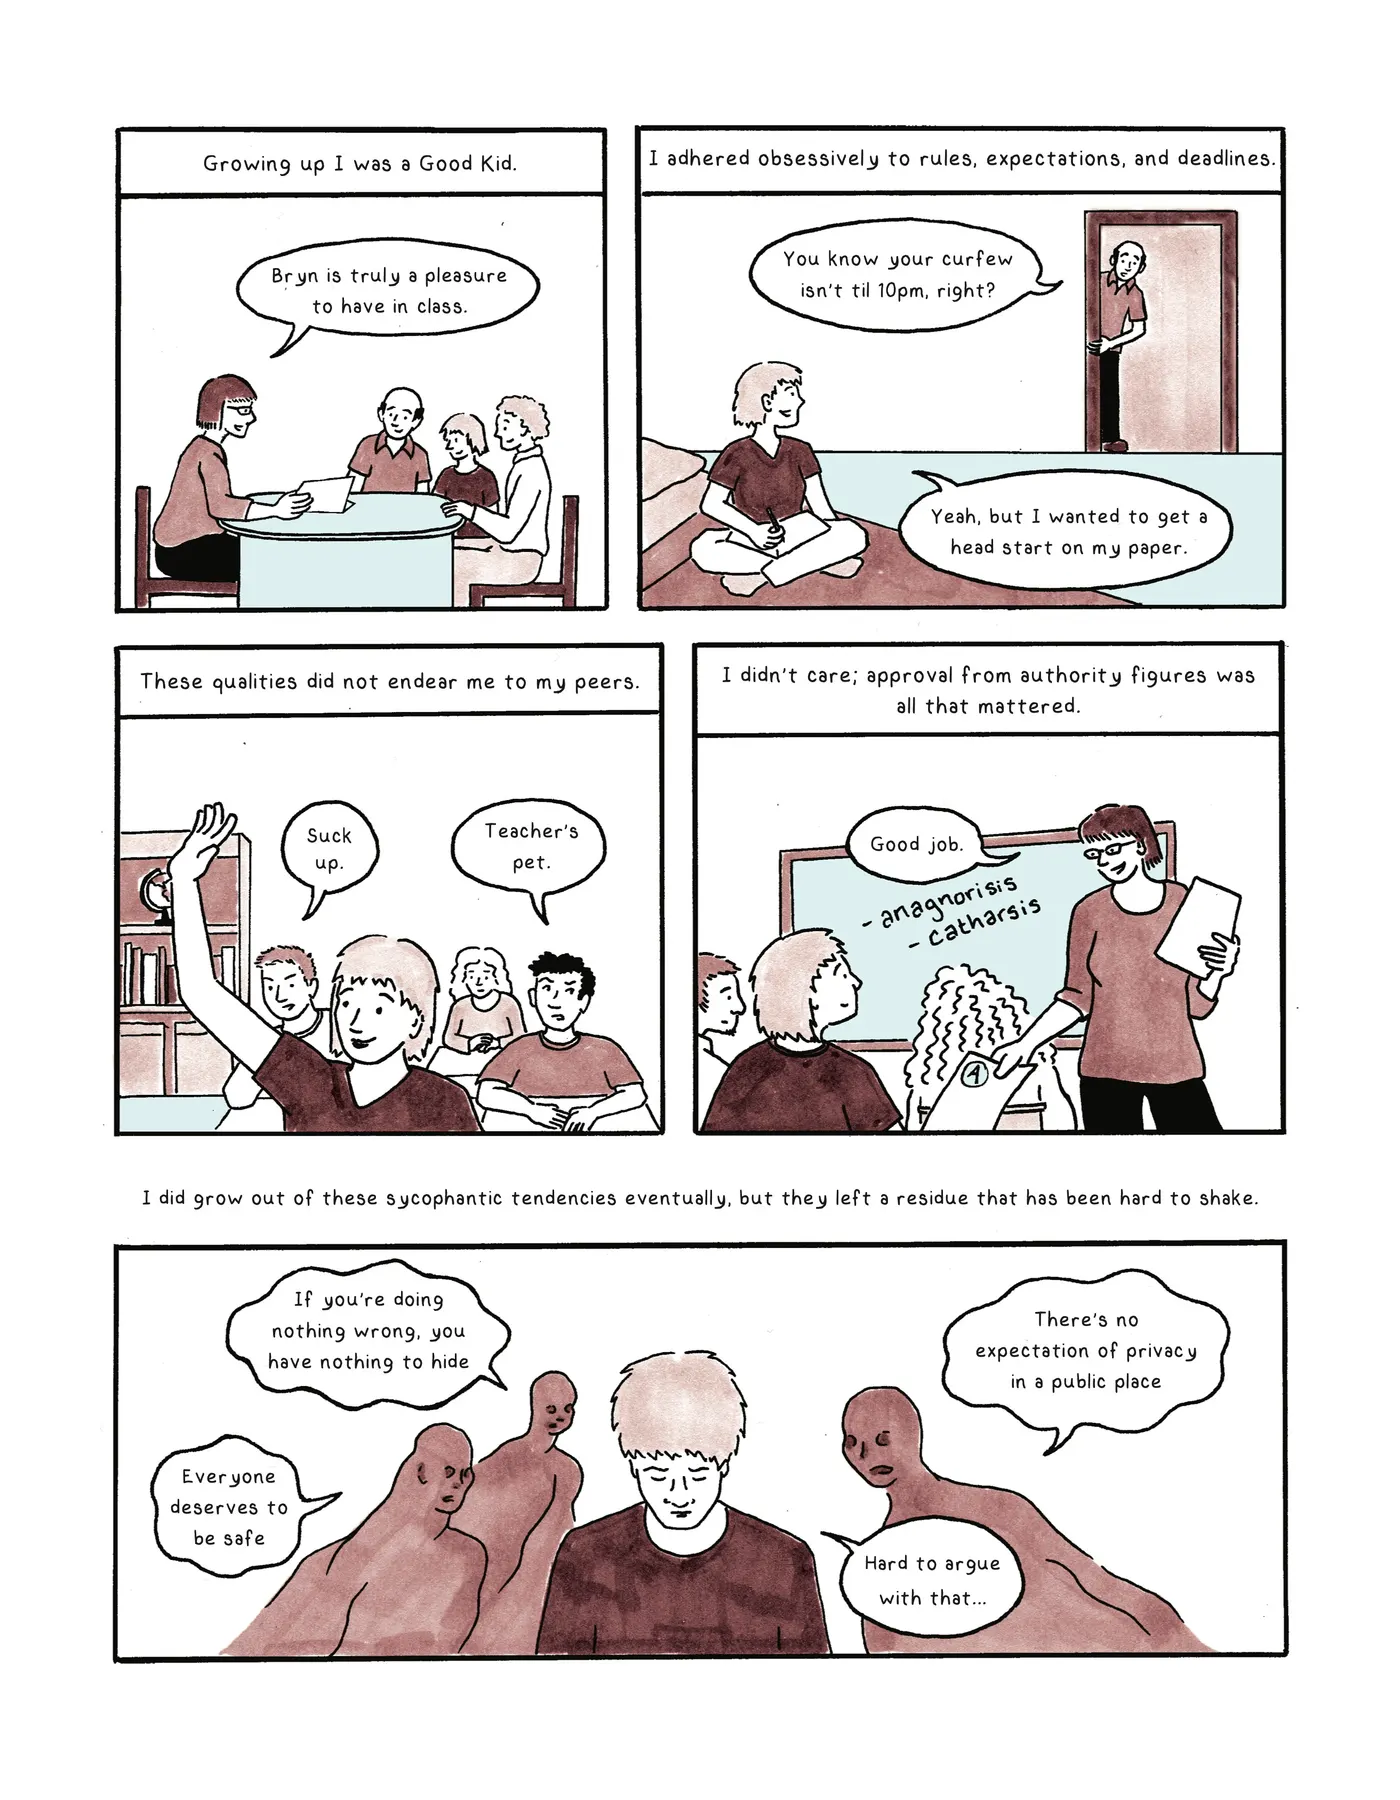 Growing up I was a Good Kid.
Bryn is truly a pleasure
to have in class.
I adhered obsessively to rules, expectations, and deadlines.
You know your curfew
isn't til 10pm, right?
Yeah, but I wanted to get a
head start on my paper.
These qualities did not endear me to my peers.
Suck
up.
Teacher's
pet.
I didn't care; approval from authority figures was
all that mattered.
Good job.
- anagnorisis
- catharsis
A
I did grow out of these sycophantic tendencies eventually, but they left a residue that has been hard to shake.
If you're doing
nothing wrong, you
have nothing to hide
Everyone
deserves to
be safe
There's no
expectation of privacy
in a public place
Hard to argue
with that...